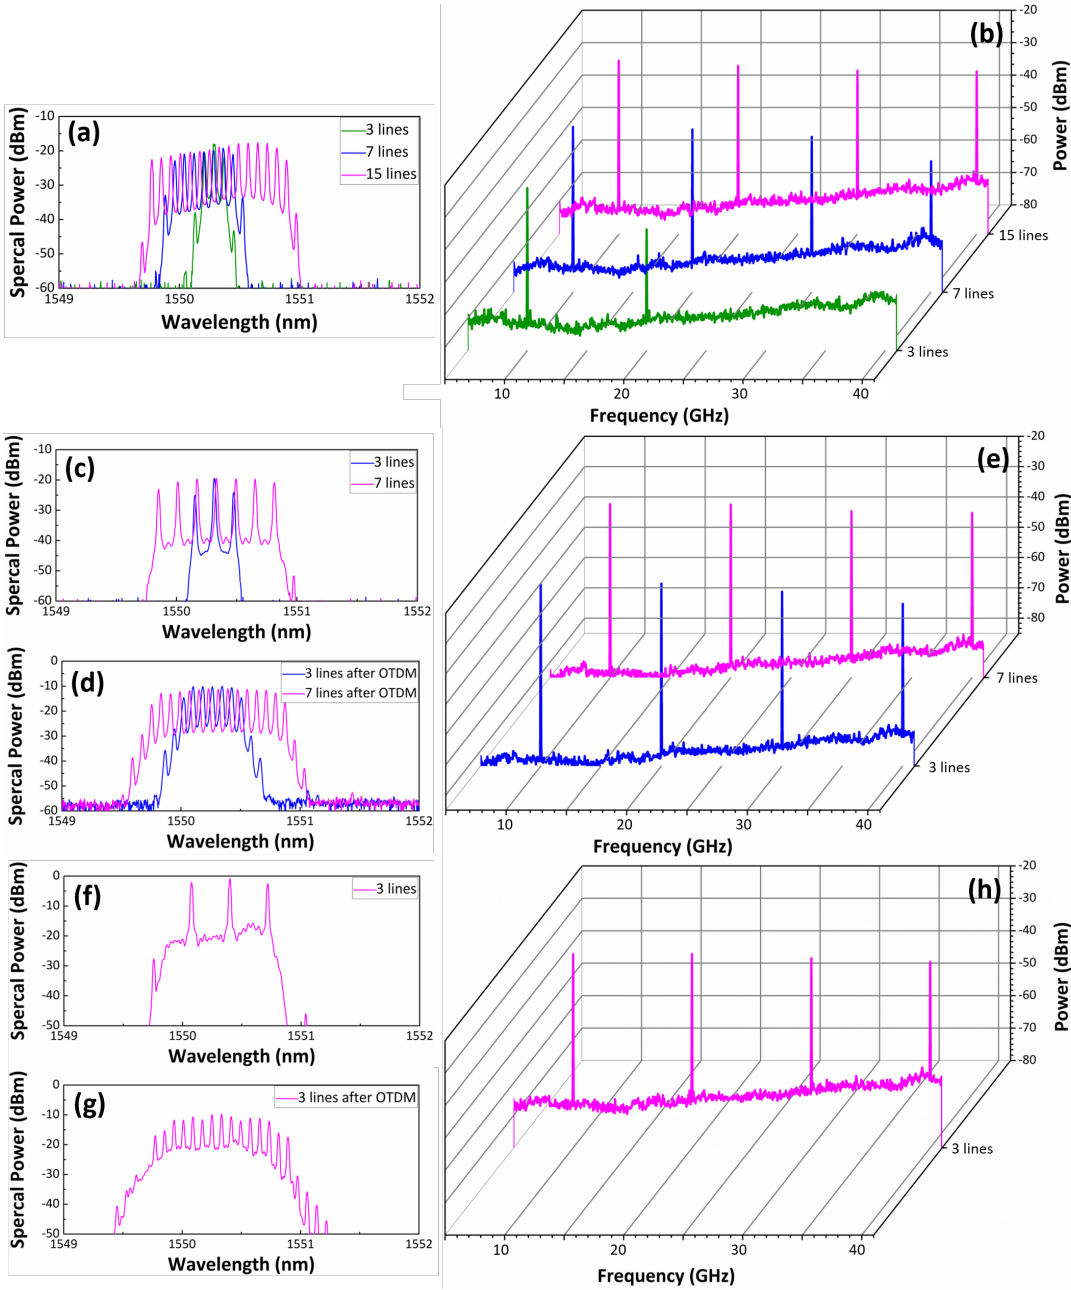 (a)
3 lines
7 lines
15 lines
Spercal Power (dBm)
-10
-20
-30
-40
-50
-60
1549
1550
1551
1552
Wavelength (nm)
(b)
-20
-30
-40
-50
-60
-70
-80
Power (dBm)
15 lines
7 lines
3 lines
10
20
30
40
Frequency (GHz)
(c)
3 lines
7 lines
Spercal Power (dBm)
-10
-20
-30
-40
-50
-60
1549
1550
1551
1552
Wavelength (nm)
(d)
3 lines after OTDM
7 lines after OTDM
Spercal Power (dBm)
0
-10
-20
-30
-40
-50
-60
1549
1550
1551
1552
Wavelength (nm)
(e)
-20
-30
-40
-50
-60
-70
-80
Power (dBm)
7 lines
3 lines
10
20
30
40
Frequency (GHz)
(f)
3 lines
Spercal Power (dBm)
0
-10
-20
-30
-40
-50
1549
1550
1551
1552
Wavelength (nm)
(g)
3 lines after OTDM
Spercal Power (dBm)
0
-10
-20
-30
-40
-50
1549
1550
1551
1552
Wavelength (nm)
(h)
-20
-30
-40
-50
-60
-70
-80
Power (dBm)
3 lines
10
20
30
40
Frequency (GHz)